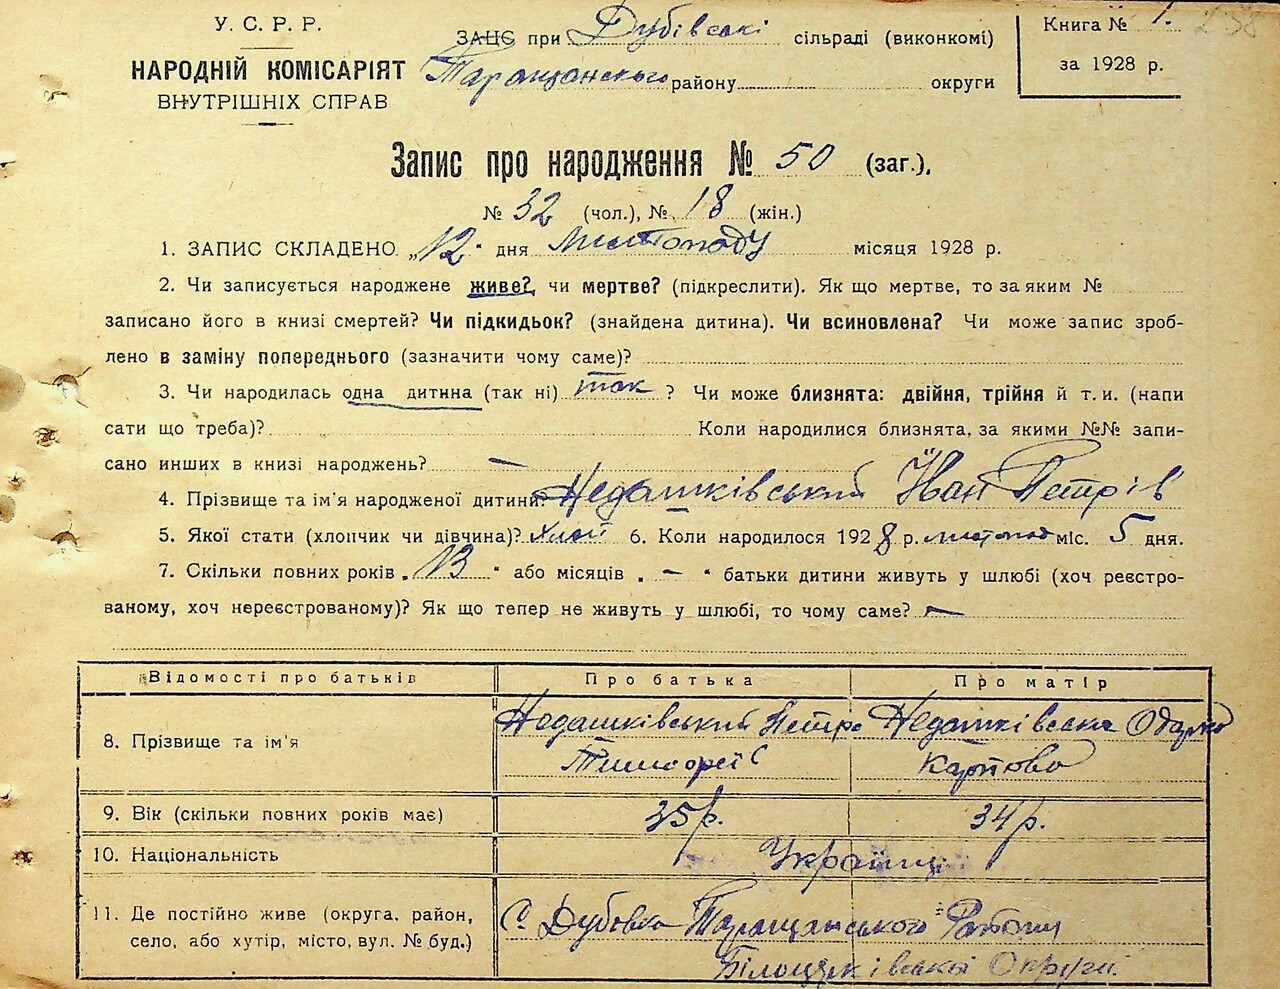 У. С. Р. Р.
НАРОДНІЙ КОМІСАРІЯТ
ВНУТРІШНІХ СПРАВ
ЗАЦС при Дубівські сільраді (виконкомі)
Таращанського району округи
Книга № 1.
за 1928 р.
Запис про народження № 50 (заг.),
№ 32 (чол.), № 18 (жін.)
1. ЗАПИС СКЛАДЕНО „12" дня листопаду місяця 1928 р.
2. Чи записується народжене живе? чи мертве? (підкреслити). Як що мертве, то за яким №
записано його в книзі смертей? Чи підкидьок? (знайдена дитина). Чи всиновлена? Чи може запис зроб-
лено в заміну попереднього (зазначити чому саме)?
3. Чи народилась одна дитина (так ні) так ? Чи може близнята: двійня, трійня й т. и. (напи
сати що треба)? Коли народилися близнята, за якими №№ запи-
сано инших в книзі народжень? —
4. Прізвище та ім'я народженої дитини: Недашківський Іван Петрів
5. Якої стати (хлопчик чи дівчина)? 6. Коли народилося 1928 р. листопад міс. 5 дня.
7. Скільки повних років „13" або місяців „—" батьки дитини живуть у шлюбі (хоч реєстро-
ваному, хоч нереєстрованому)? Як що тепер не живуть у шлюбі, то чому саме? —
Відомості про батьків Про батька Про матір
8. Прізвище та ім'я Недашківський Петро Недашківська Одарка
Карпова
9. Вік (скільки повних років має) 35 р. 34 р.
10. Національність Українці
11. Де постійно живе (округа, район, С. Дубовка Таращанського Району
село, або хутір, місто, вул. № буд.) Білоцерківської Округи.